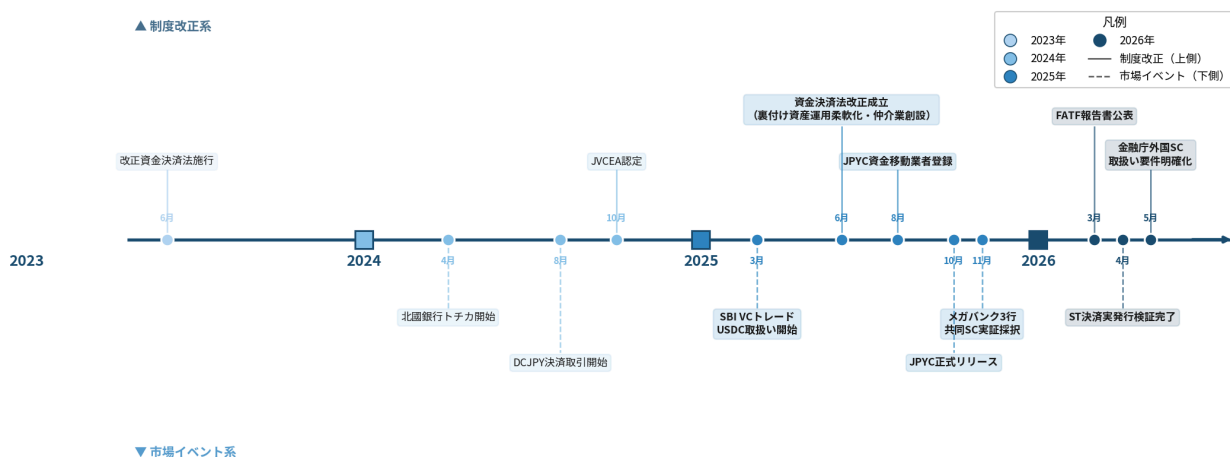 ▲ 制度改正系
凡例
2023年
2024年
2025年
2026年
制度改正（上側）
市場イベント（下側）
資金決済法改正成立
（裏付け資産運用柔軟化・仲介業創設）
FATF報告書公表
金融庁外国SC
取扱い要件明確化
改正資金決済法施行
JVCEA認定
JPYC資金移動業者登録
6月
10月
6月
8月
3月
5月
2023
2024
4月
8月
2025
3月
10月
11月
2026
4月
北國銀行トチカ開始
SBI VCトレード
USDC取扱い開始
メガバンク3行
共同SC実証採択
ST決済実発行検証完了
DCJPY決済取引開始
JPYC正式リリース
▼ 市場イベント系